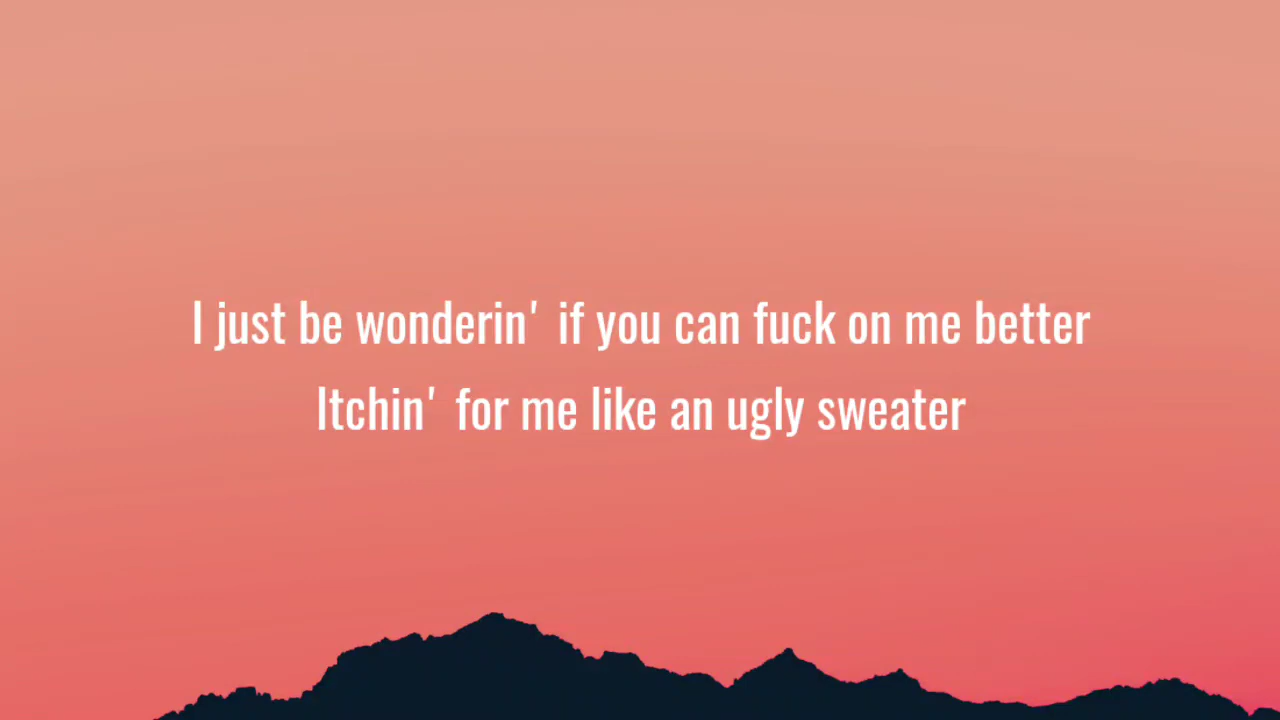 I just be wonderin' if you can fuck on me better
Itchin' for me like an ugly sweater